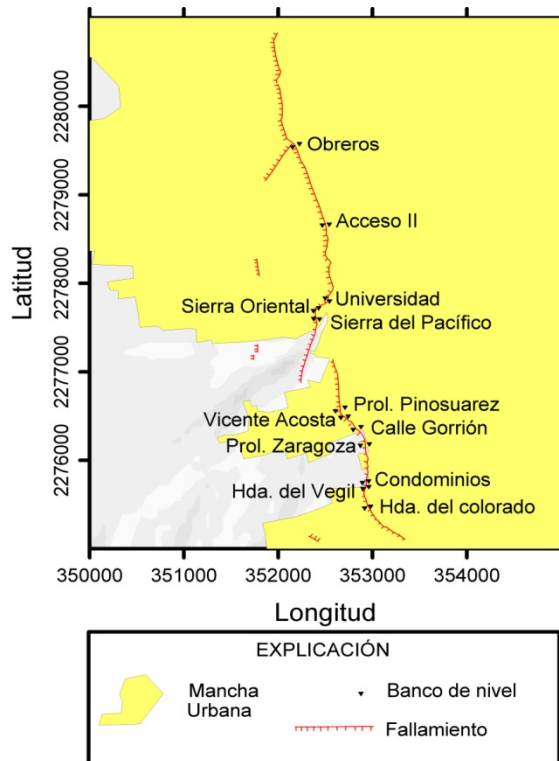 2280000
2279000
2278000
2277000
2276000
Latitud
Obreros
Acceso II
Universidad
Sierra Oriental
Sierra del Pacífico
Prol. Pinosuarez
Vicente Acosta
Calle Gorrión
Prol. Zaragoza
Condominios
Hda. del Vegil
Hda. del colorado
350000 351000 352000 353000 354000
Longitud
EXPLICACIÓN
Mancha
Urbana
Banco de nivel
Fallamiento